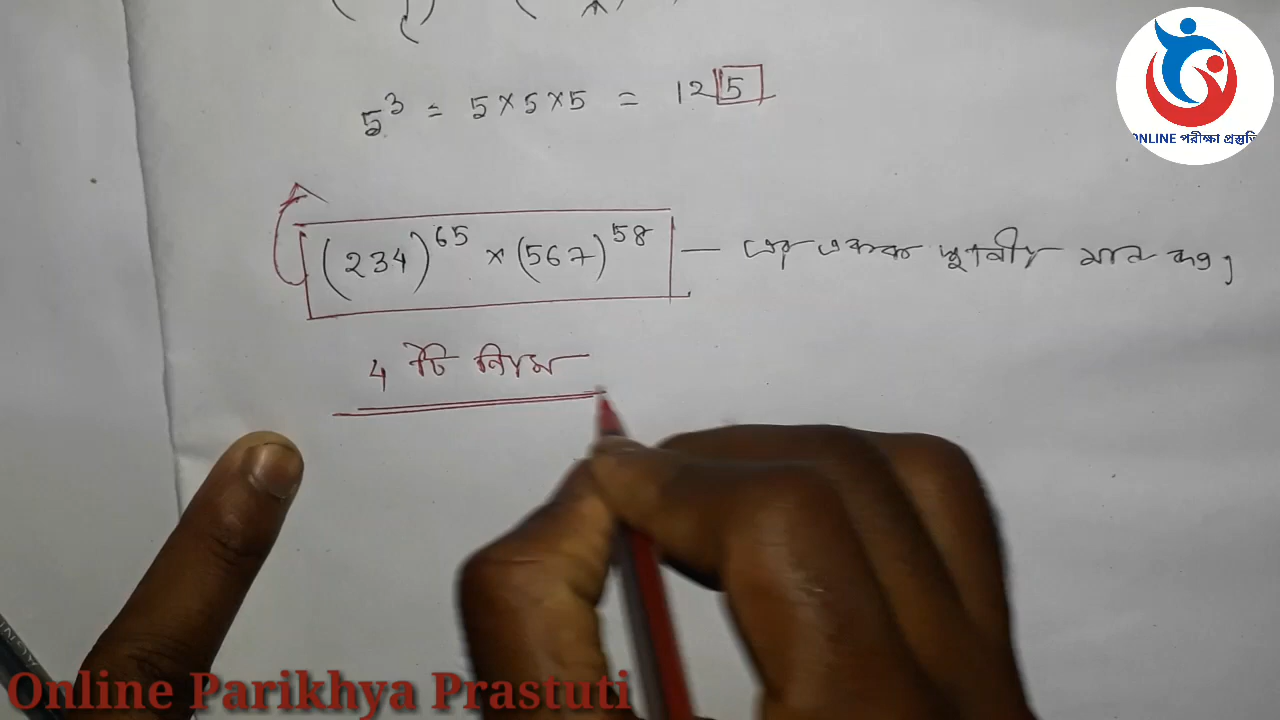 5³ = 5 × 5 × 5 = 125
(234)⁶⁵ × (567)⁵⁸ — এর একক স্থানীয় মান কত?
4 টি নিয়ম
ONLINE পরীক্ষা প্রস্তুতি
Online Parikhya Prastuti